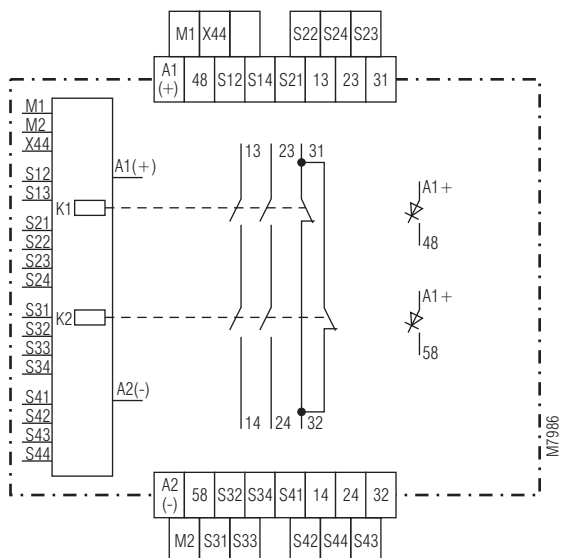 M1 X44 S22 S24 S23
A1 (+) 48 S12 S14 S21 13 23 31
M1
M2
X44
S12
A1(+)
S13
K1
S21
S22
S23
S24
S31
K2
S32
S33
S34
S41
A2(-)
S42
S43
S44
13 23 31
14 24 32
A1+
48
A1+
58
M7986
A2 (-) 58 S32 S34 S41 14 24 32
M2 S31 S33 S42 S44 S43